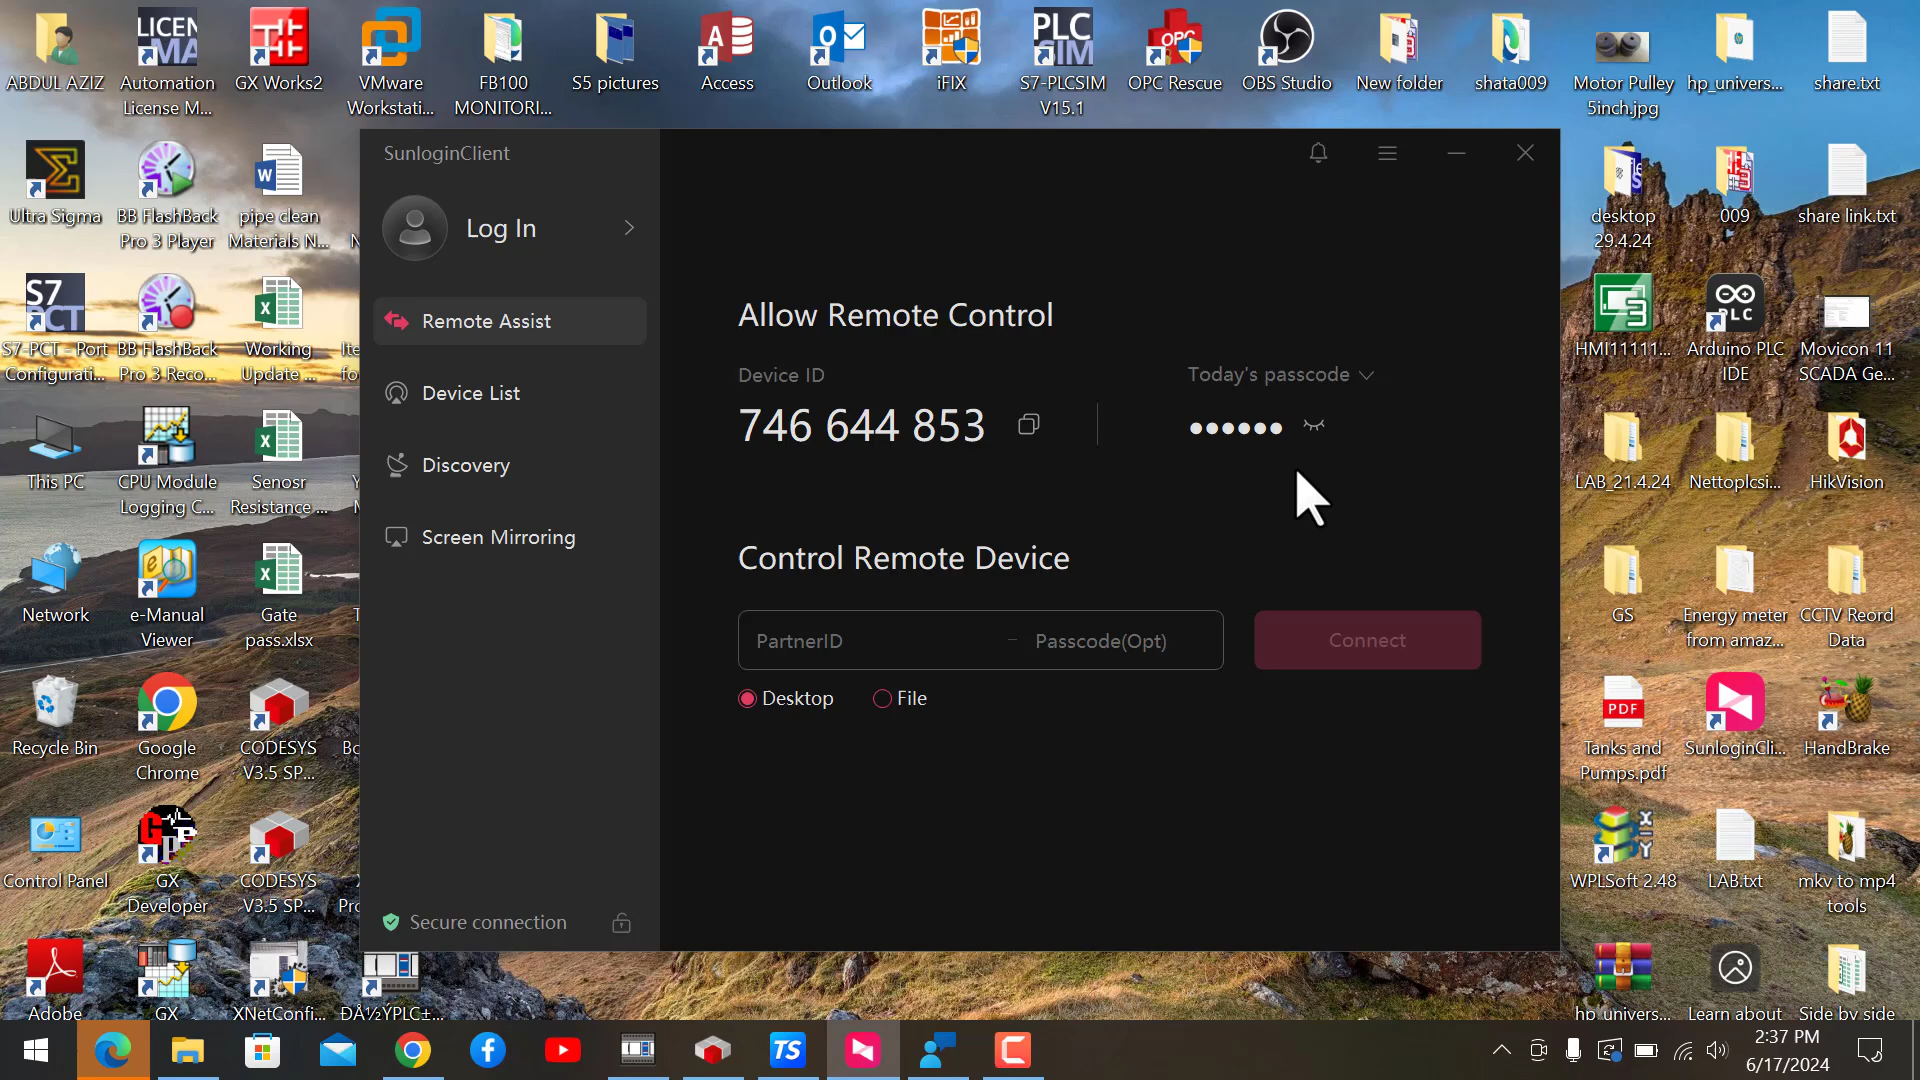 ABDUL AZIZ
Automation
License M...
GX Works2
VMware
Workstati...
FB100
MONITORI...
S5 pictures
Access
Outlook
iFIX
S7-PLCSIM
V15.1
OPC Rescue
OBS Studio
New folder
shata009
Motor Pulley
5inch.jpg
hp_univers...
share.txt
Ultra Sigma
BB FlashBack
Pro 3 Player
pipe clean
Materials N...
desktop
29.4.24
009
share link.txt
S7-PCT - Port
Configurati...
BB FlashBack
Pro 3 Reco...
Working
Update ...
HMI11111...
Arduino PLC
IDE
Movicon 11
SCADA Ge...
This PC
CPU Module
Logging C...
Senosr
Resistance ...
LAB_21.4.24
Nettoplcsi...
HikVision
Network
e-Manual
Viewer
Gate
pass.xlsx
GS
Energy meter
from amaz...
CCTV Reord
Data
Recycle Bin
Google
Chrome
CODESYS
V3.5 SP...
Tanks and
Pumps.pdf
SunloginCli...
HandBrake
Control Panel
GX
Developer
CODESYS
V3.5 SP...
WPLSoft 2.48
LAB.txt
mkv to mp4
tools
Adobe
GX
XNetConfi...
ÐÅ½ÝPLC±...
hp_univers...
Learn about
Side by side
SunloginClient
Log In
Remote Assist
Device List
Discovery
Screen Mirroring
Secure connection
Allow Remote Control
Device ID
Today's passcode
746 644 853
••••••
Control Remote Device
PartnerID
Passcode(Opt)
Connect
Desktop
File
2:37 PM
6/17/2024